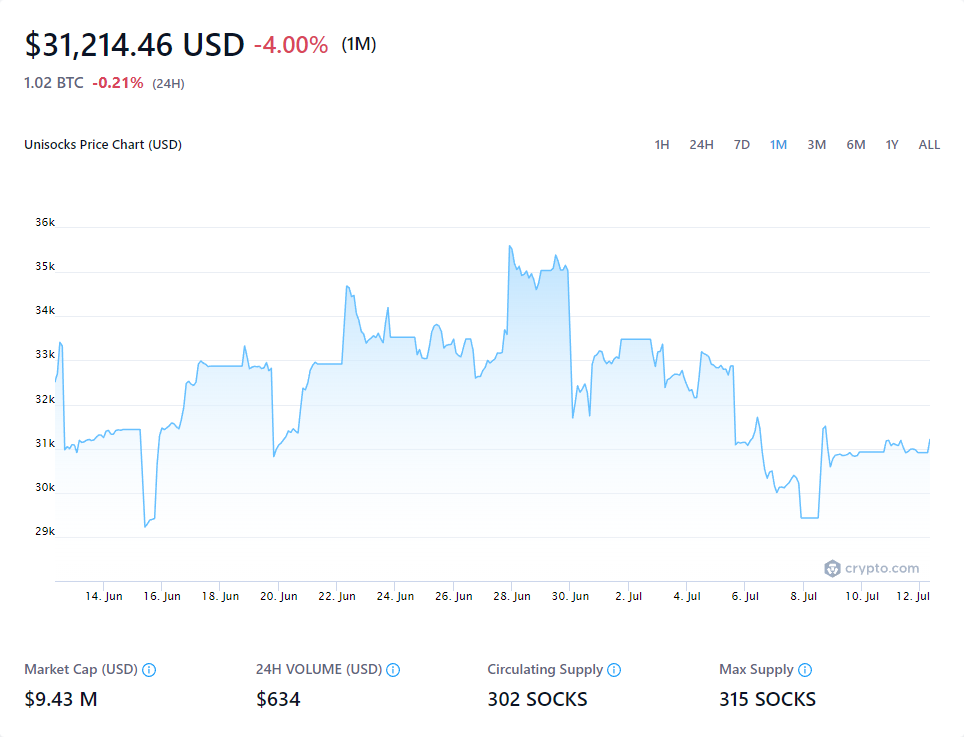 $31,214.46 USD -4.00% (1M)
1.02 BTC -0.21% (24H)
Unisocks Price Chart (USD) 1H 24H 7D 1M 3M 6M 1Y ALL
36k
35k
34k
33k
32k
31k
30k
29k
crypto.com
14. Jun 16. Jun 18. Jun 20. Jun 22. Jun 24. Jun 26. Jun 28. Jun 30. Jun 2. Jul 4. Jul 6. Jul 8. Jul 10. Jul 12. Jul
Market Cap (USD) 24H VOLUME (USD) Circulating Supply Max Supply
$9.43 M $634 302 SOCKS 315 SOCKS